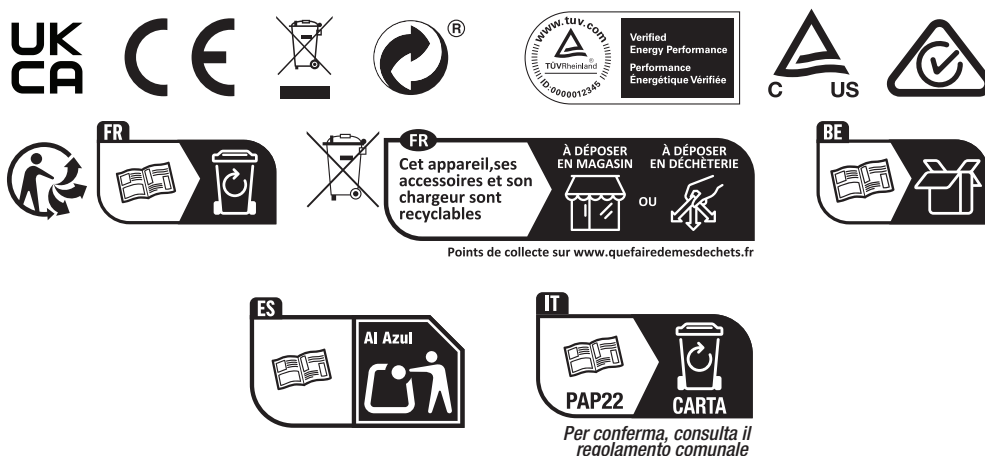 UK
CA
CE
®
www.tuv.com
TÜVRheinland
®
ID:0000012345
Verified
Energy Performance
Performance
Énergétique Vérifiée
C US
FR
FR
Cet appareil,ses
accessoires et son
chargeur sont
recyclables
À DÉPOSER
EN MAGASIN
OU
À DÉPOSER
EN DÉCHÈTERIE
Points de collecte sur www.quefairedemesdechets.fr
BE
ES
Al Azul
IT
PAP22
CARTA
Per conferma, consulta il
regolamento comunale